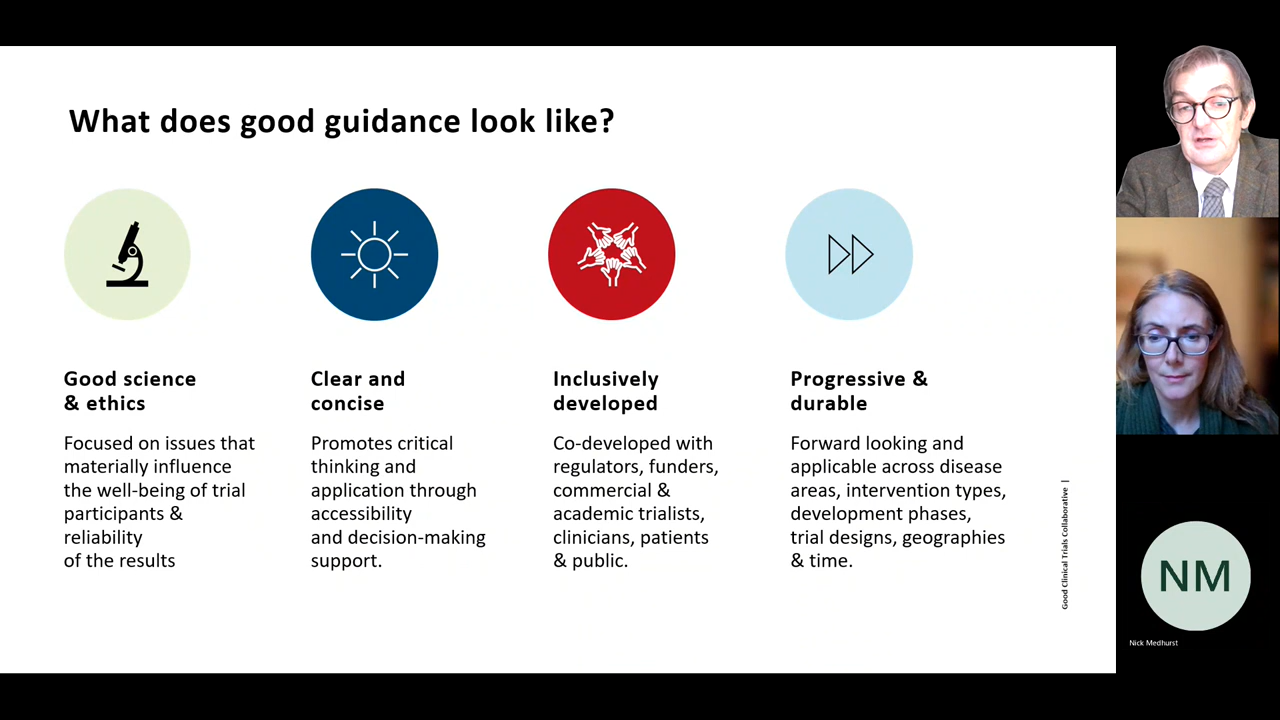 What does good guidance look like?
Good science
& ethics
Focused on issues that
materially influence
the well-being of trial
participants &
reliability
of the results
Clear and
concise
Promotes critical
thinking and
application through
accessibility
and decision-making
support.
Inclusively
developed
Co-developed with
regulators, funders,
commercial &
academic trialists,
clinicians, patients
& public.
Progressive &
durable
Forward looking and
applicable across disease
areas, intervention types,
development phases,
trial designs, geographies
& time.
Good Clinical Trials Collaborative |
NM
Nick Medhurst